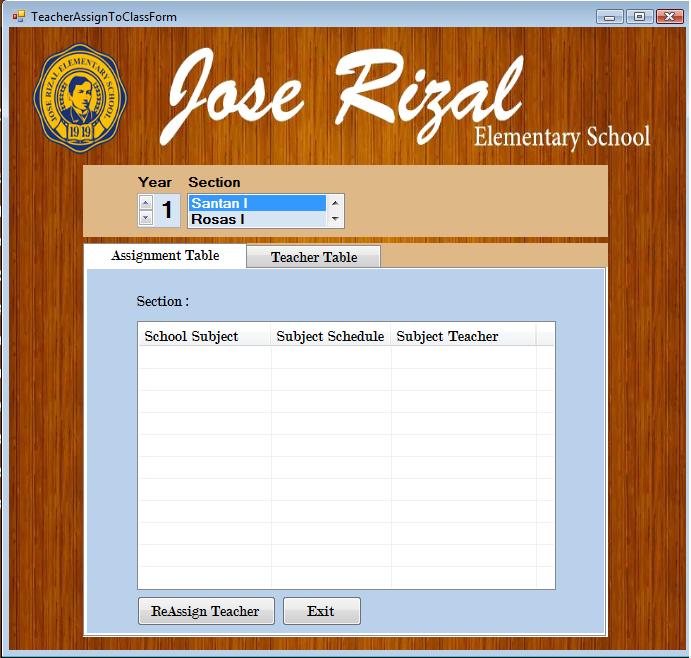 TeacherAssignToClassForm
JOSE RIZAL ELEMENTARY SCHOOL
1919
Jose Rizal
Elementary School
Year Section
1
Santan I
Rosas I
Assignment Table Teacher Table
Section :
School Subject Subject Schedule Subject Teacher
ReAssign Teacher Exit